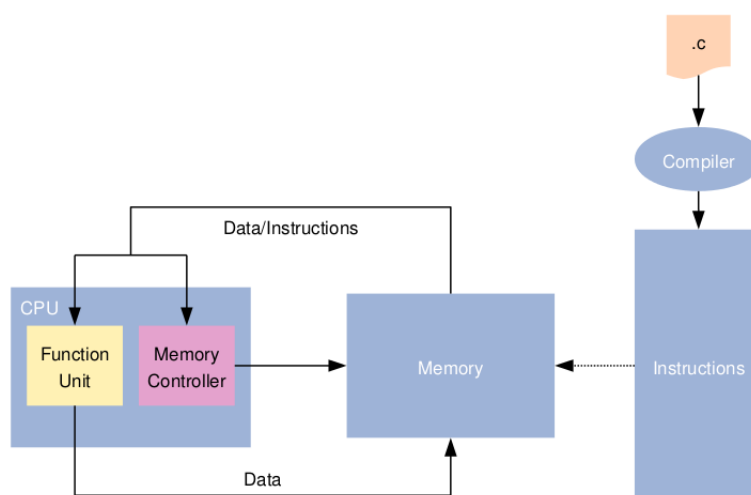 .c
Compiler
Data/Instructions
CPU
Function
Unit
Memory
Controller
Memory
Instructions
Data